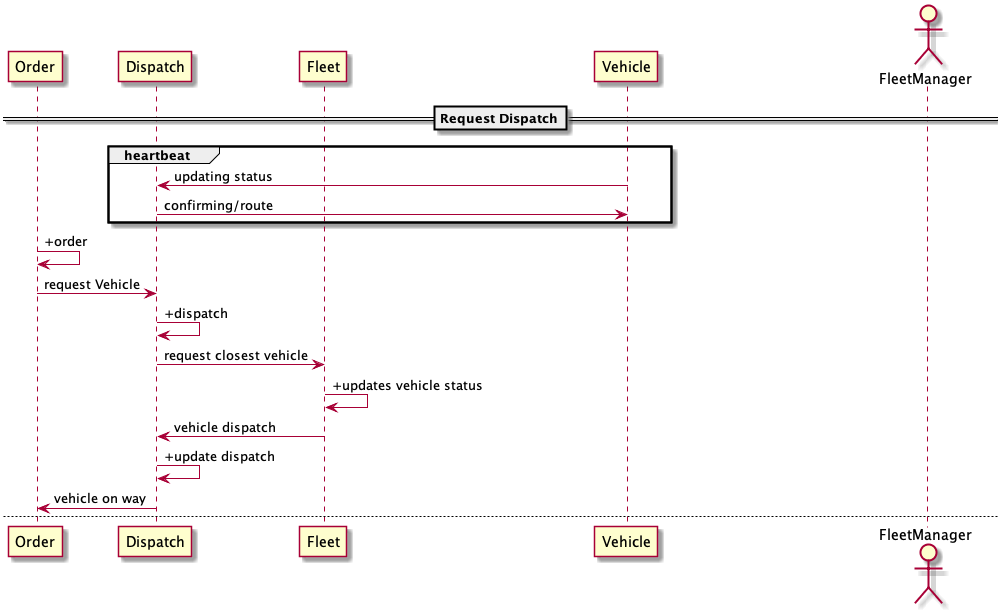 FleetManager
Order
Dispatch
Fleet
Vehicle
Request Dispatch
heartbeat
updating status
confirming/route
+order
request Vehicle
+dispatch
request closest vehicle
+updates vehicle status
vehicle dispatch
+update dispatch
vehicle on way
Order
Dispatch
Fleet
Vehicle
FleetManager